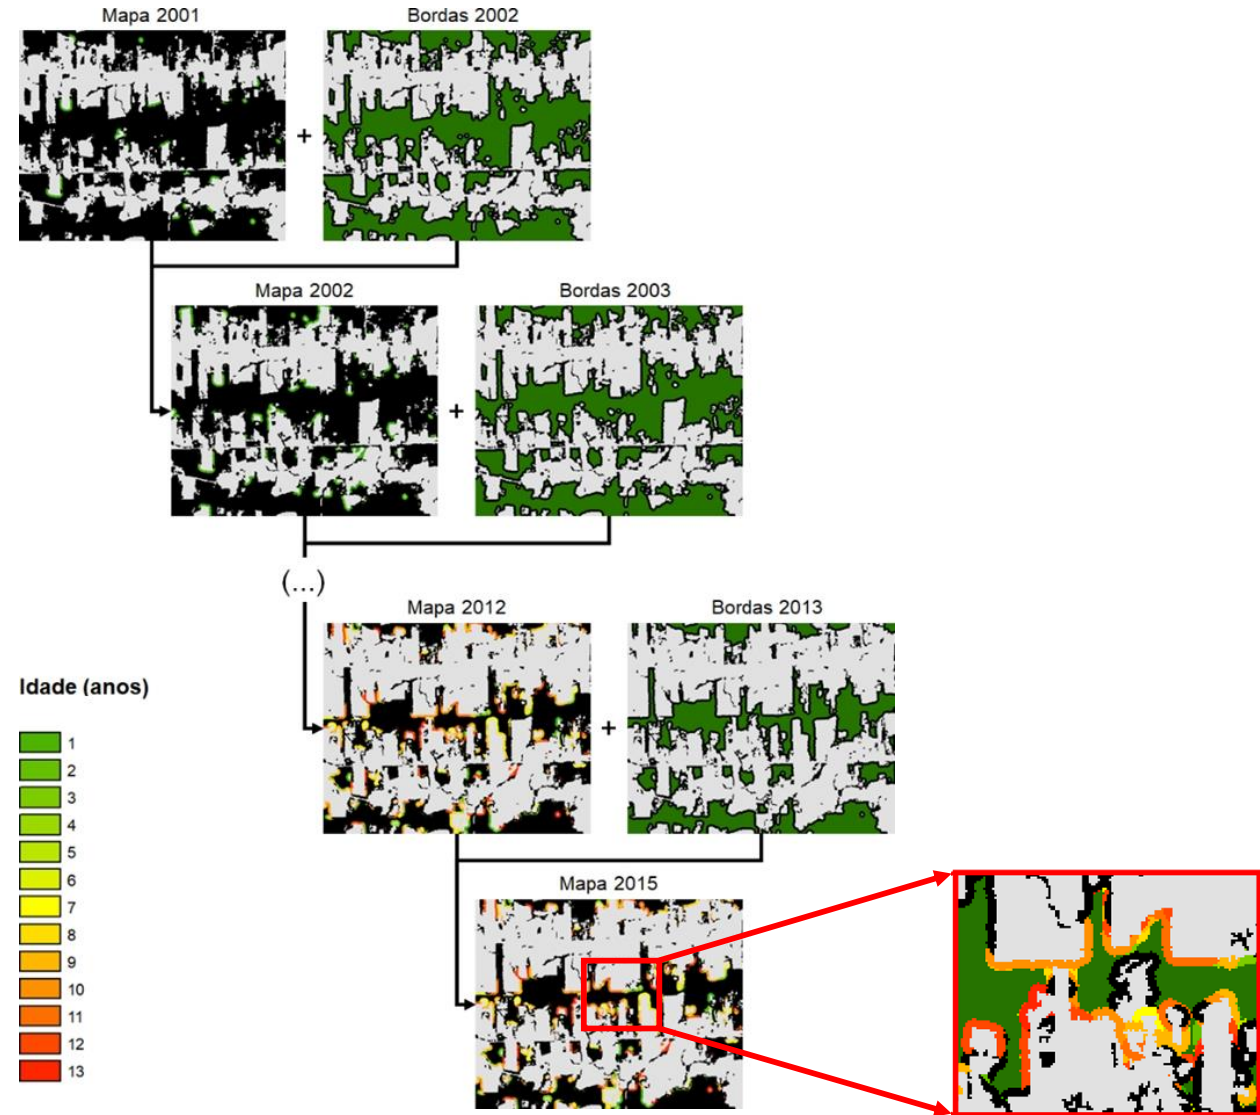 Mapa 2001
Bordas 2002
+
Mapa 2002
Bordas 2003
+
(...)
Mapa 2012
Bordas 2013
+
Idade (anos)
1
2
3
4
5
6
7
8
9
10
11
12
13
Mapa 2015